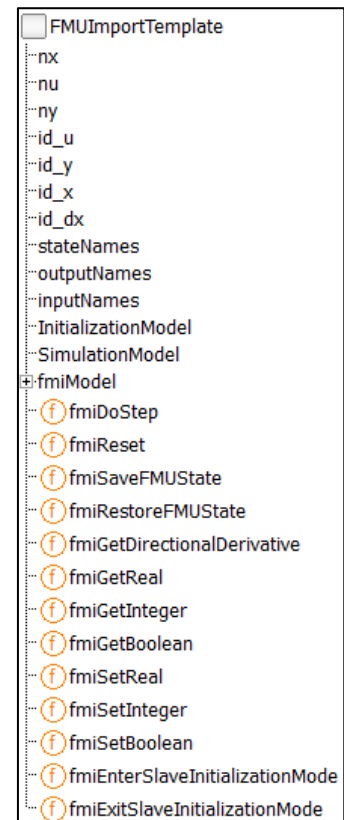 FMUImportTemplate
nx
nu
ny
id_u
id_y
id_x
id_dx
stateNames
outputNames
inputNames
InitializationModel
SimulationModel
fmiModel
f fmiDoStep
f fmiReset
f fmiSaveFMUState
f fmiRestoreFMUState
f fmiGetDirectionalDerivative
f fmiGetReal
f fmiGetInteger
f fmiGetBoolean
f fmiSetReal
f fmiSetInteger
f fmiSetBoolean
f fmiEnterSlaveInitializationMode
f fmiExitSlaveInitializationMode